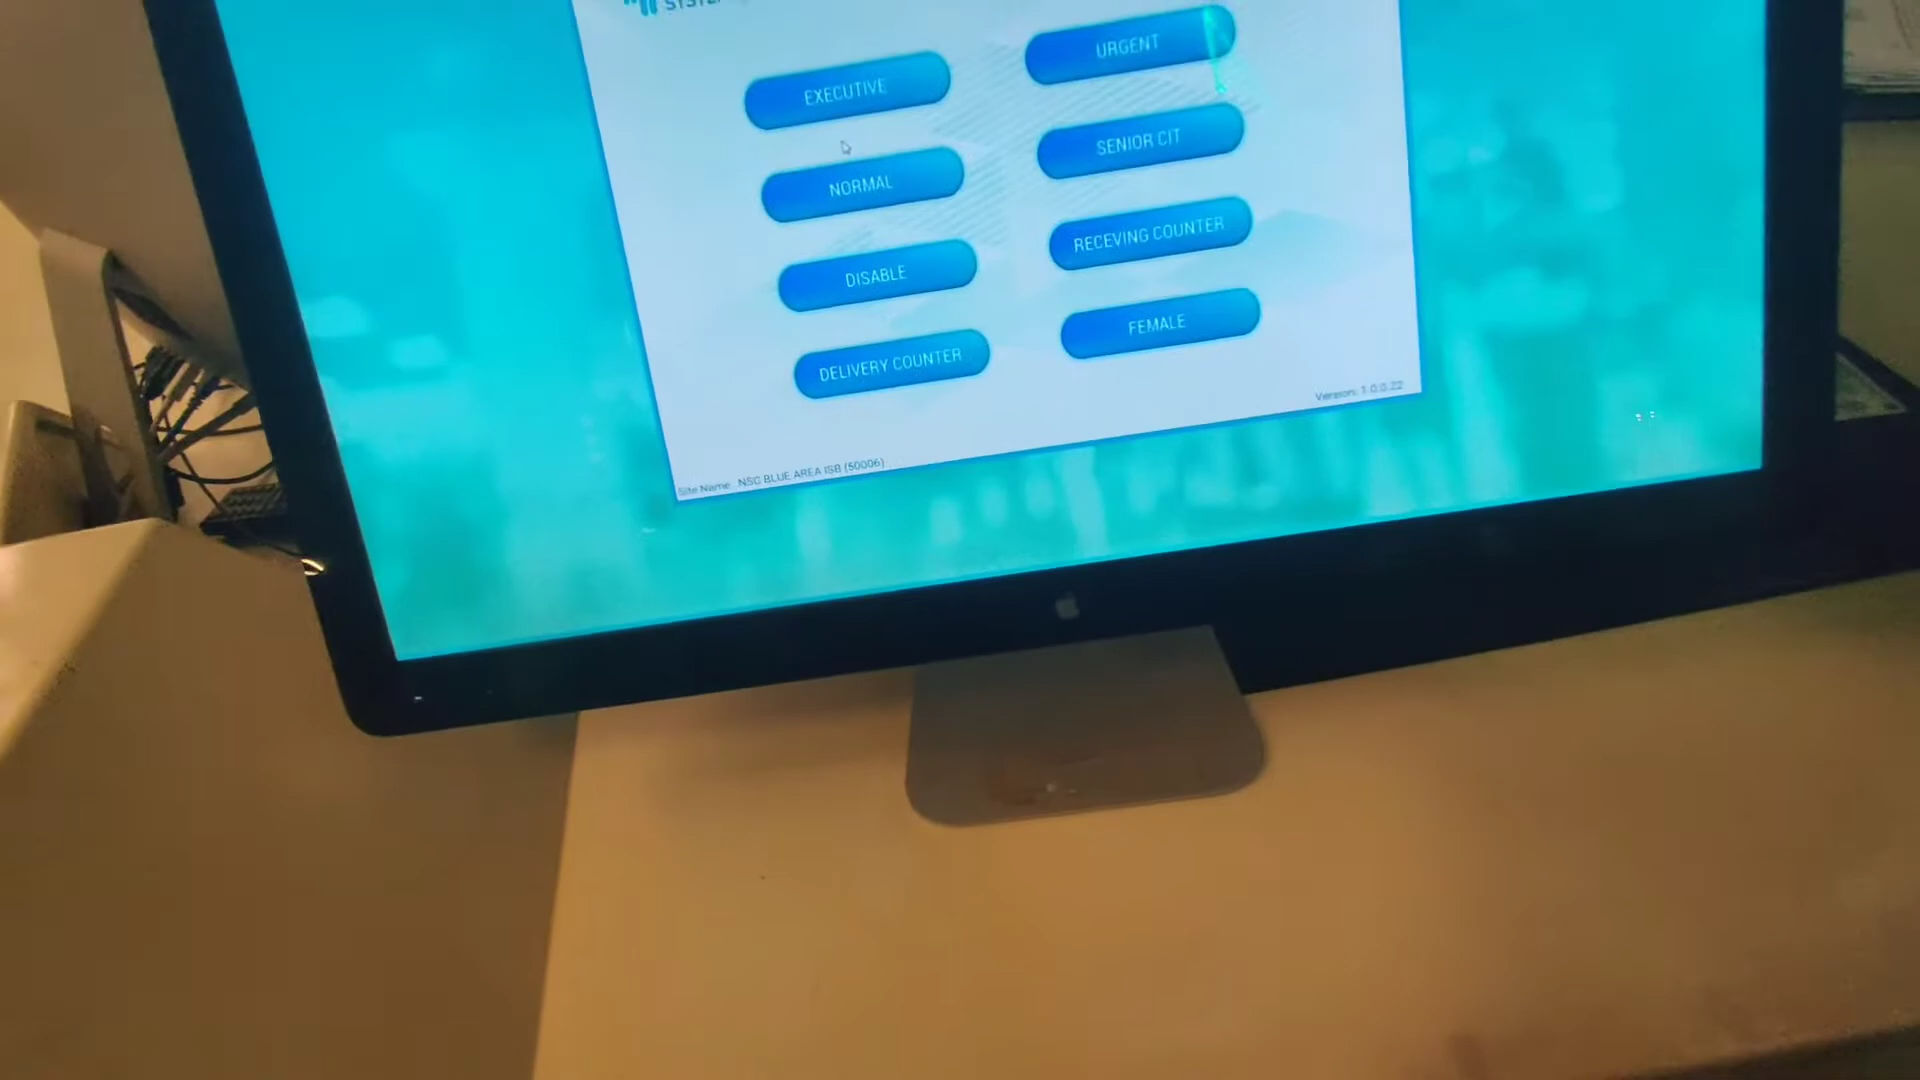 EXECUTIVE
URGENT
NORMAL
SENIOR CIT
DISABLE
RECEVING COUNTER
DELIVERY COUNTER
FEMALE
Version: 1.0.0.22
Site Name NSC BLUE AREA ISB (50006)